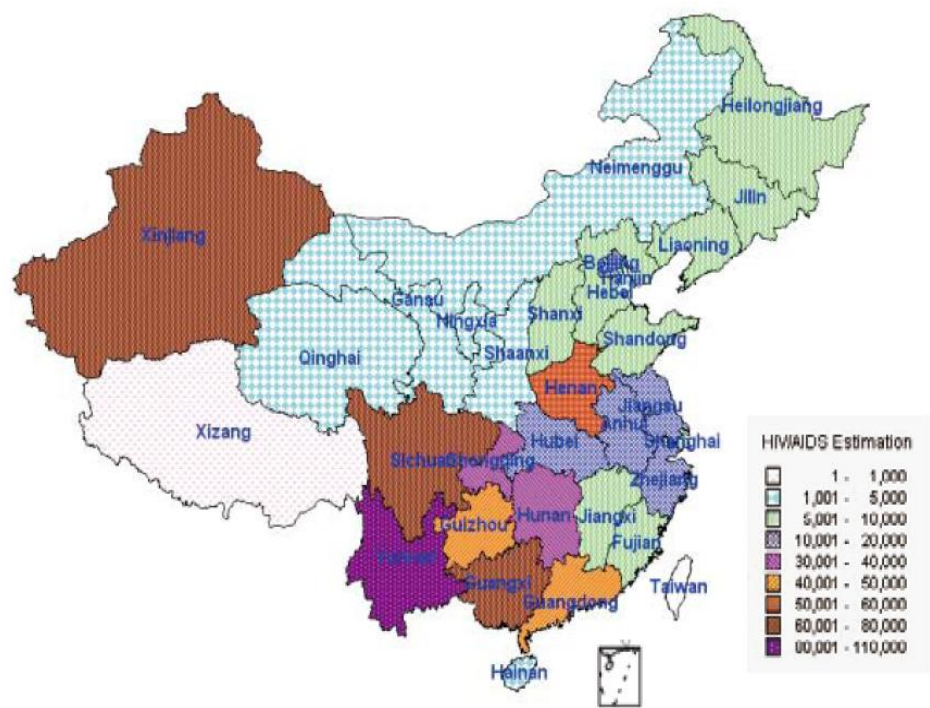 Heilongjiang
Neimenggu
Jilin
Xinjiang
Liaoning
Beijing
Tianjin
Hebei
Gansu
Ningxia
Shanxi
Shandong
Qinghai
Shaanxi
Henan
Xizang
Jiangsu
Anhui
Hubei
Shanghai
Sichuan
Chongqing
Zhejiang
Hunan
Jiangxi
Guizhou
Fujian
Yunnan
Guangxi
Guangdong
Taiwan
Hainan
HIV/AIDS Estimation
1 - 1,000
1,001 - 5,000
5,001 - 10,000
10,001 - 20,000
30,001 - 40,000
40,001 - 50,000
50,001 - 60,000
60,001 - 80,000
80,001 - 110,000